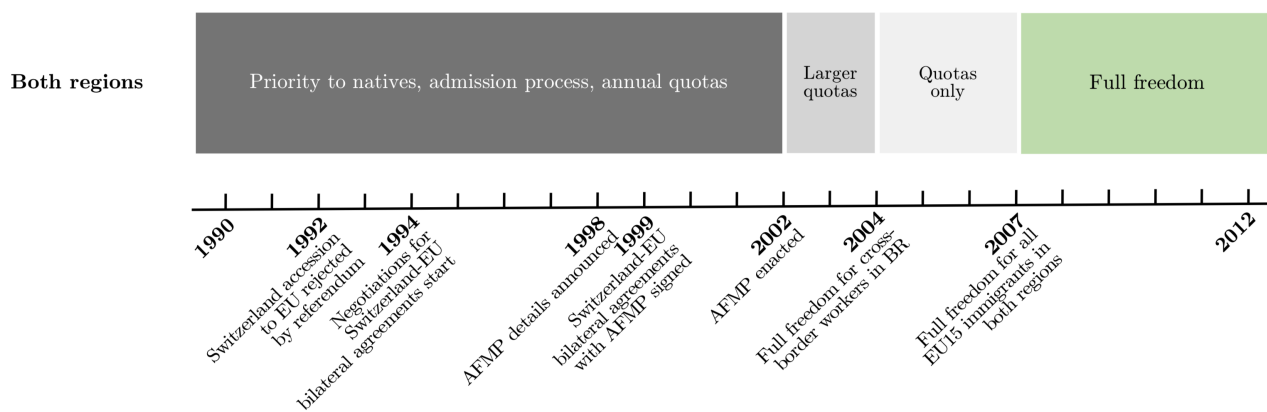 Both regions
Priority to natives, admission process, annual quotas
Larger
quotas
Quotas
only
Full freedom
1990
1992
Switzerland accession
to EU rejected
by referendum
1994
Negotiations for
Switzerland-EU
bilateral agreements start
1998
AFMP details announced
1999
Switzerland-EU
bilateral agreements
with AFMP signed
2002
AFMP enacted
2004
Full freedom for cross-
border workers in BR
2007
Full freedom for all
EU15 immigrants in
both regions
2012